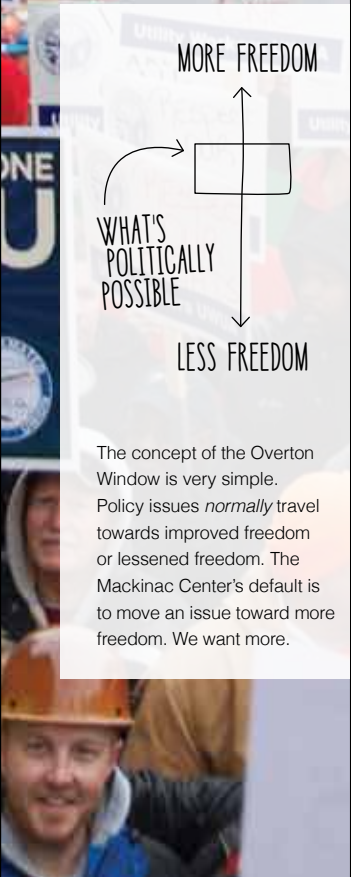 MORE FREEDOM
WHAT'S
POLITICALLY
POSSIBLE
LESS FREEDOM
The concept of the Overton
Window is very simple.
Policy issues normally travel
towards improved freedom
or lessened freedom. The
Mackinac Center's default is
to move an issue toward more
freedom. We want more.